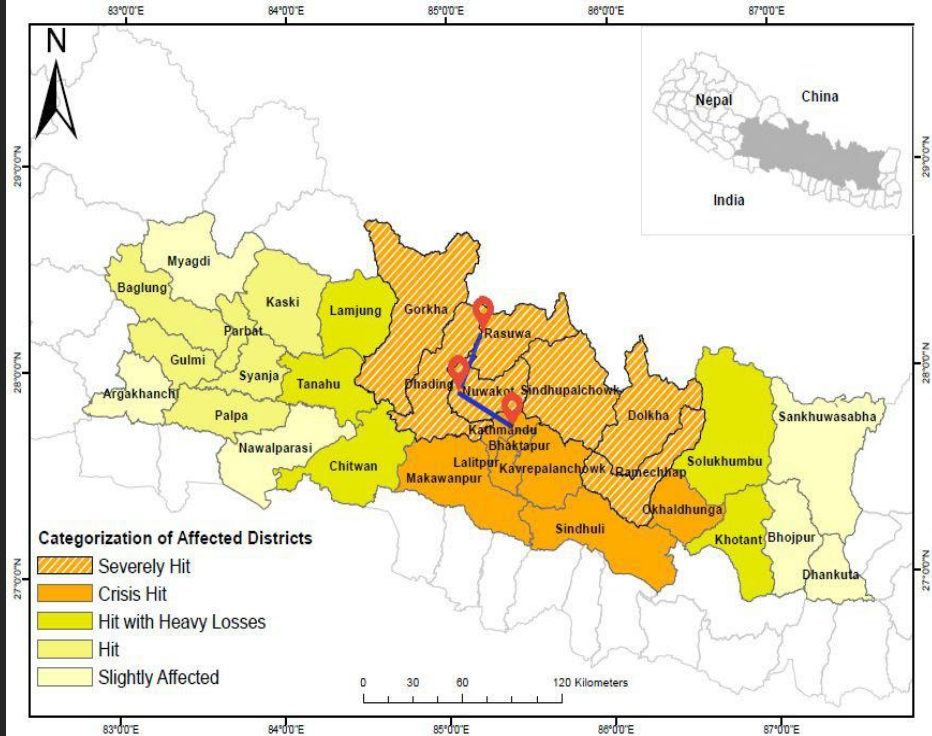 83°0'0"E 84°0'0"E 85°0'0"E 86°0'0"E 87°0'0"E
N
Nepal
China
India
29°0'0"N
29°0'0"N
Myagdi
Baglung
Kaski
Lamjung
Gorkha
Parbat
Rasuwa
Gulmi
28°0'0"N
28°0'0"N
Syanja
Tanahu
Dhading
Nuwakot
Sindhupalchowk
Argakhanchi
Palpa
Dolkha
Sankhuwasabha
Kathmandu
Bhaktapur
Nawalparasi
Chitwan
Lalitpur
Kavrepalanchowk
Ramechhap
Solukhumbu
Makawanpur
Okhaldhunga
Sindhuli
Khotant
Bhojpur
Dhankuta
27°0'0"N
27°0'0"N
Categorization of Affected Districts
Severely Hit
Crisis Hit
Hit with Heavy Losses
Hit
Slightly Affected
0 30 60 120 Kilometers
83°0'0"E 84°0'0"E 85°0'0"E 86°0'0"E 87°0'0"E